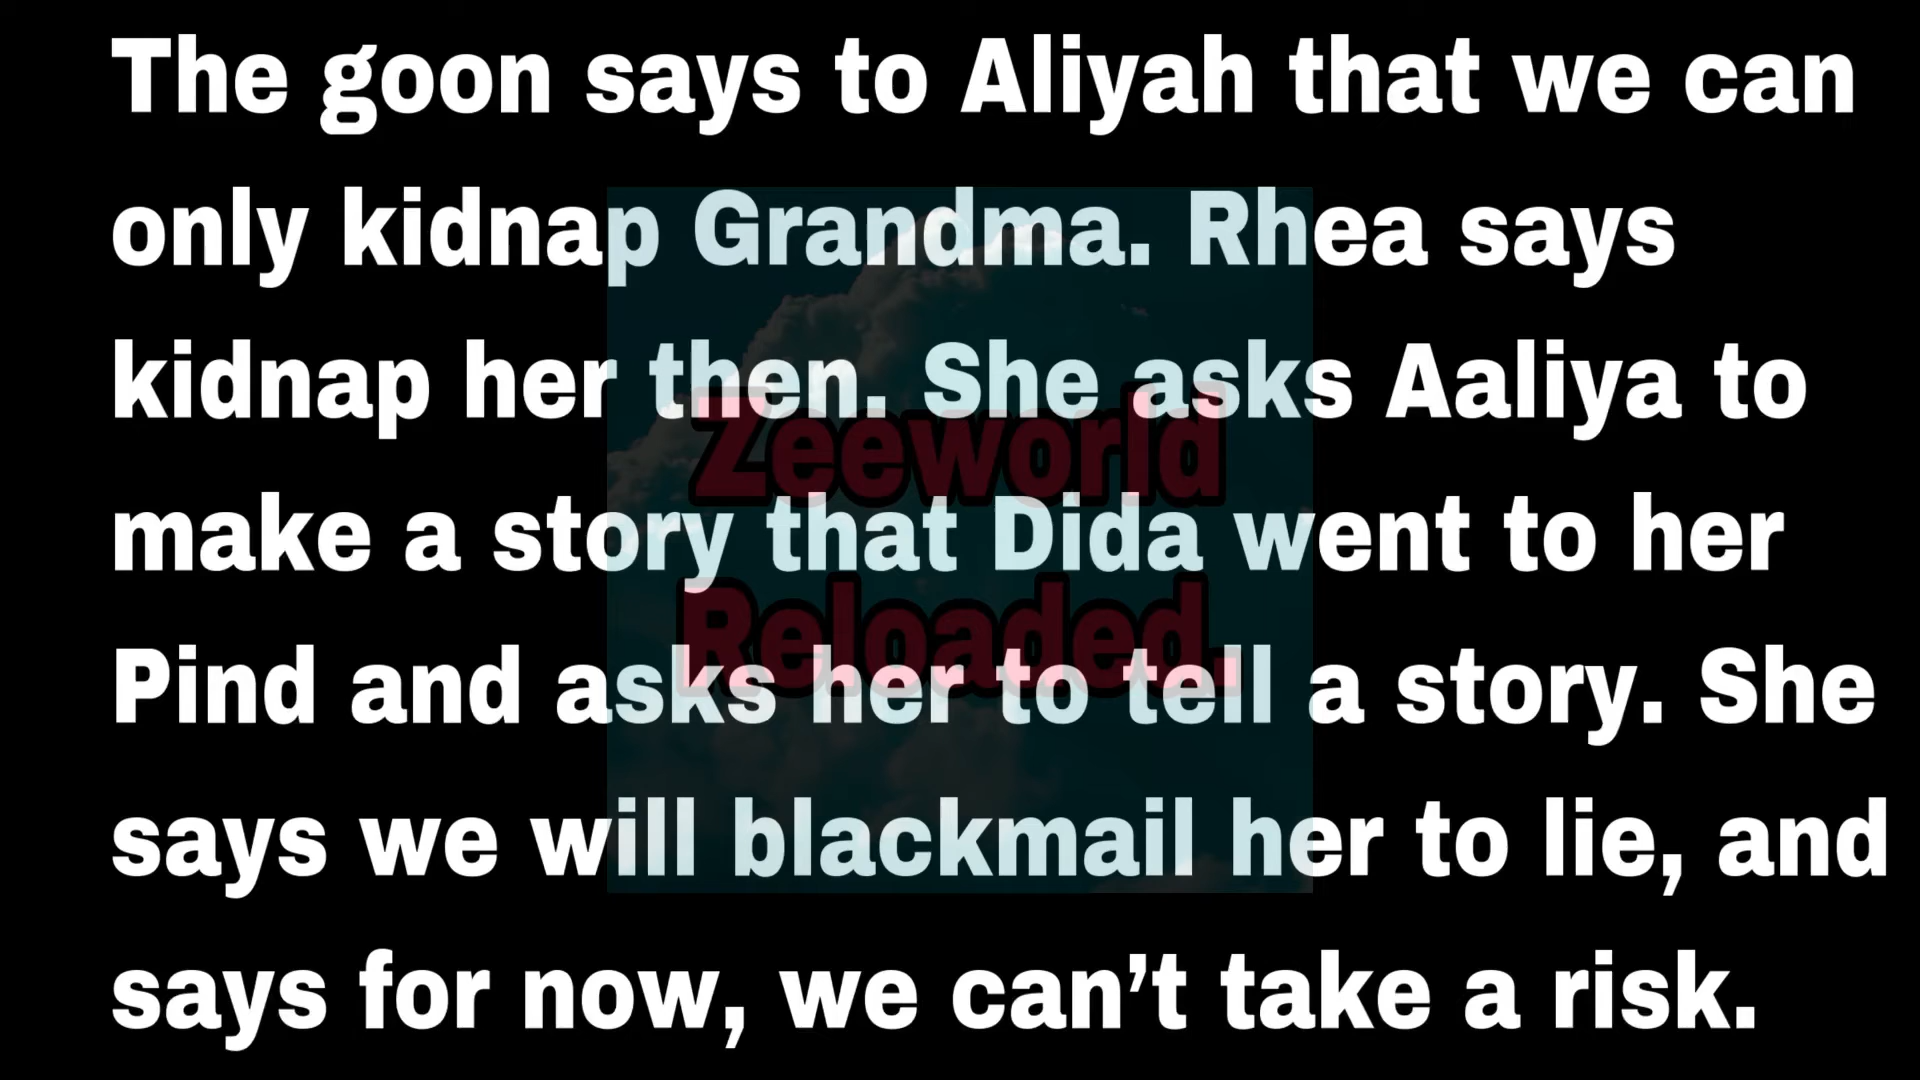 The goon says to Aliyah that we can
only kidnap Grandma. Rhea says
kidnap her then. She asks Aaliya to
Zeeworld
make a story that Dida went to her
Reloaded.
Pind and asks her to tell a story. She
says we will blackmail her to lie, and
says for now, we can’t take a risk.